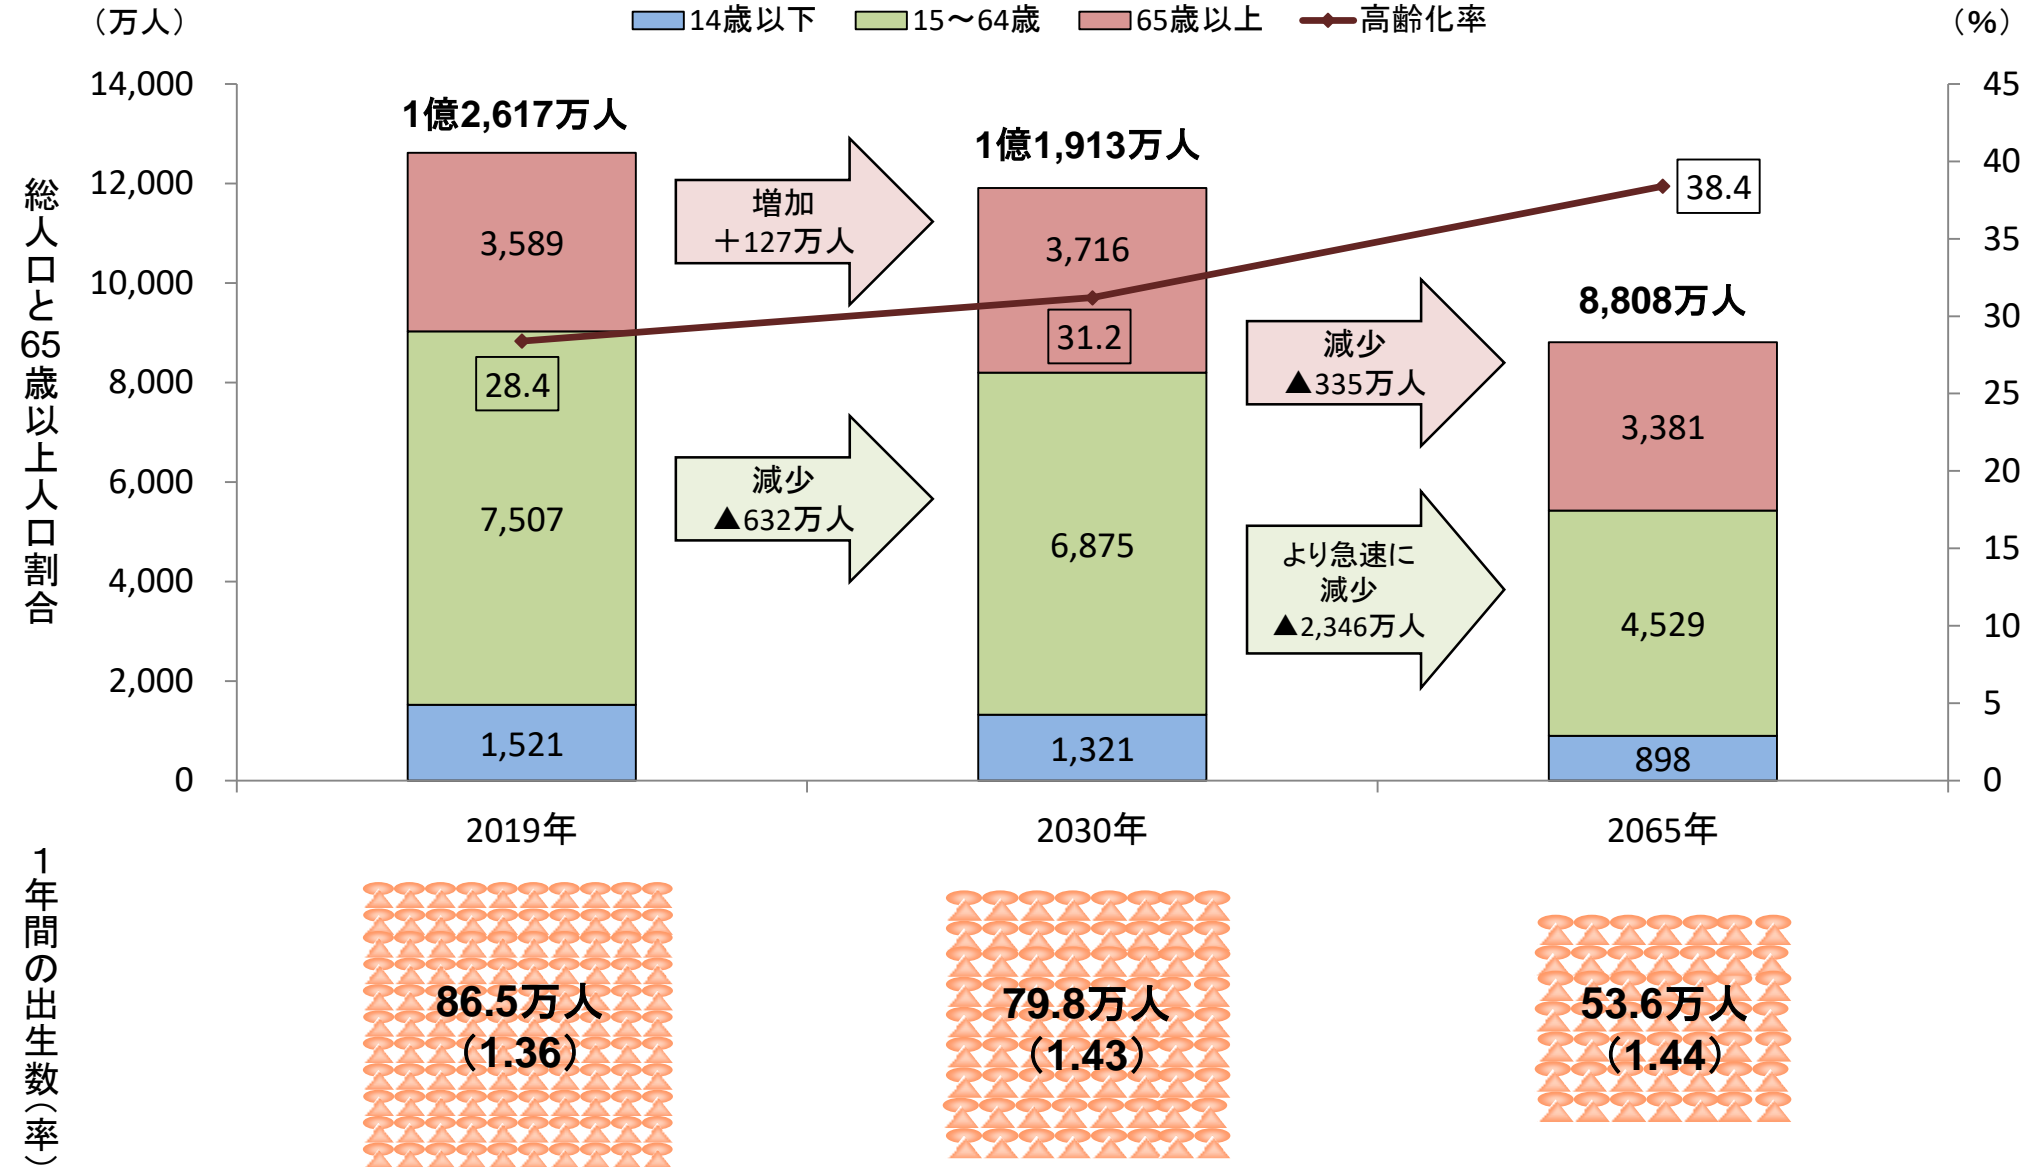 （万人）
14歳以下
15～64歳
65歳以上
高齢化率
（%）
14,000
12,000
10,000
8,000
6,000
4,000
2,000
0
45
40
35
30
25
20
15
10
5
0
総人口と65歳以上人口割合
1億2,617万人
3,589
28.4
7,507
1,521
増加
＋127万人
減少
▲632万人
1億1,913万人
3,716
31.2
6,875
1,321
減少
▲335万人
より急速に
減少
▲2,346万人
38.4
8,808万人
3,381
4,529
898
2019年
2030年
2065年
１年間の出生数（率）
86.5万人
（1.36）
79.8万人
（1.43）
53.6万人
（1.44）